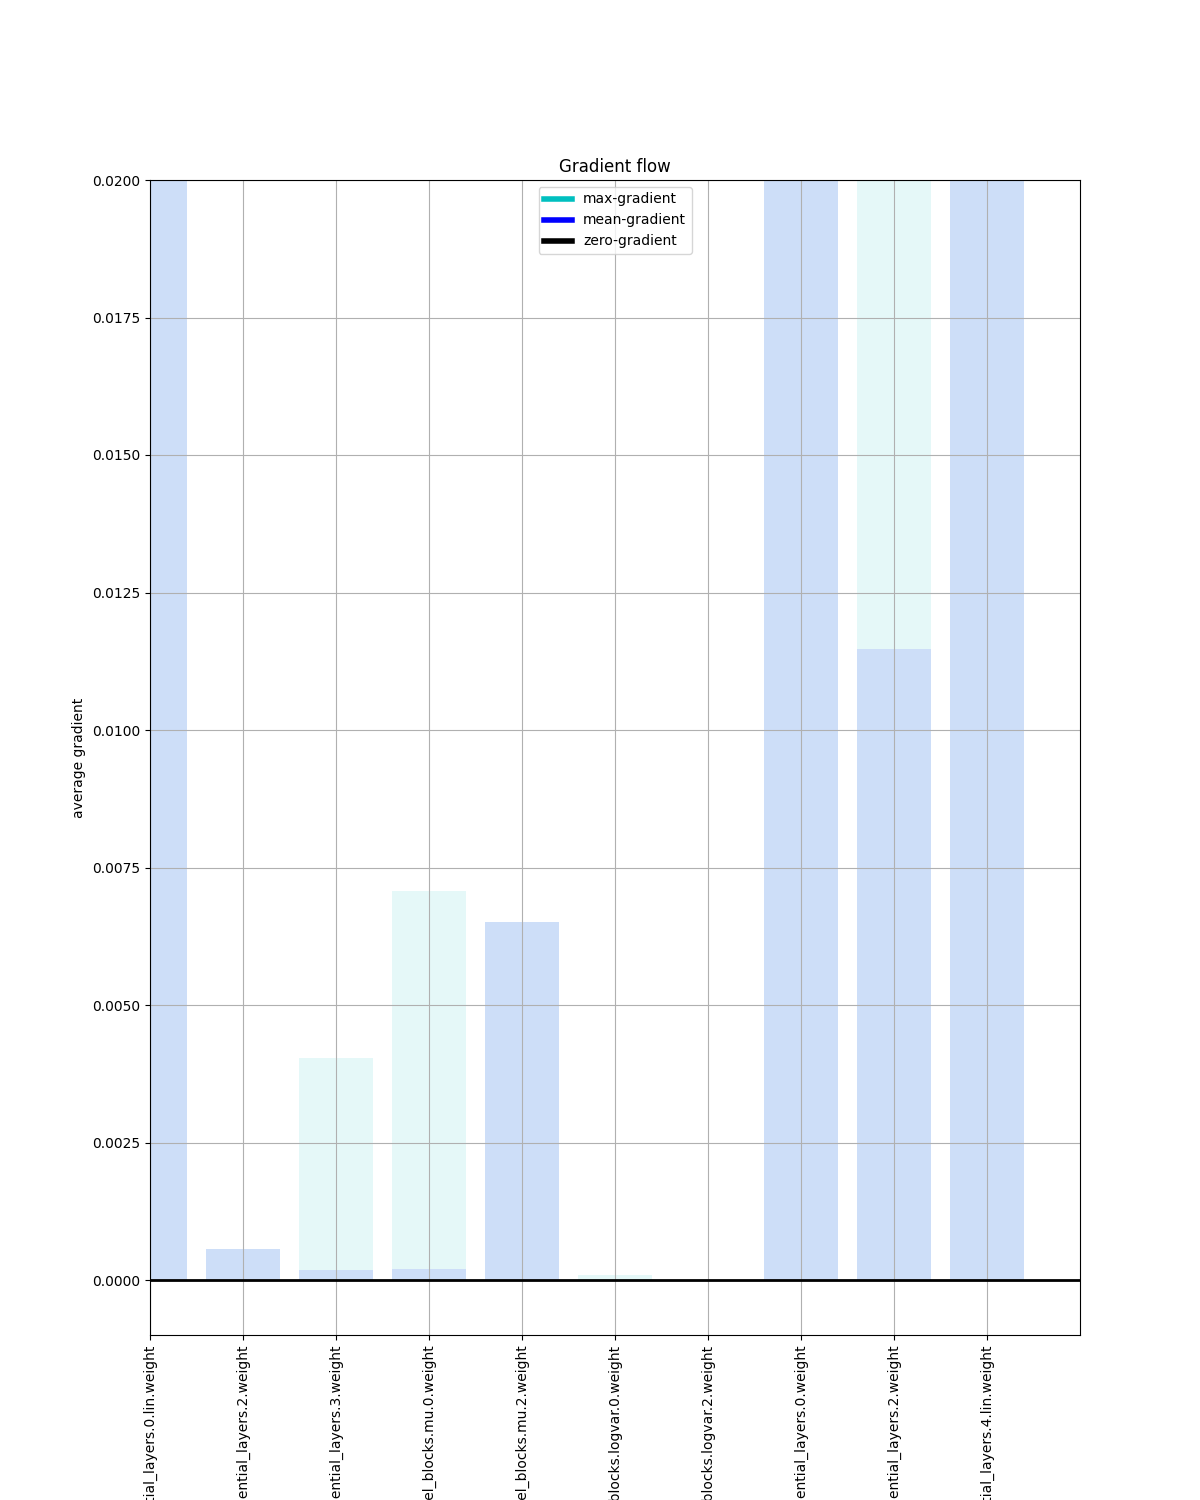 Gradient flow
max-gradient
mean-gradient
zero-gradient
0.0200
0.0175
0.0150
0.0125
0.0100
0.0075
0.0050
0.0025
0.0000
average gradient
tial_layers.0.lin.weight
ential_layers.2.weight
ential_layers.3.weight
el_blocks.mu.0.weight
el_blocks.mu.2.weight
blocks.logvar.0.weight
blocks.logvar.2.weight
ential_layers.0.weight
ential_layers.2.weight
tial_layers.4.lin.weight